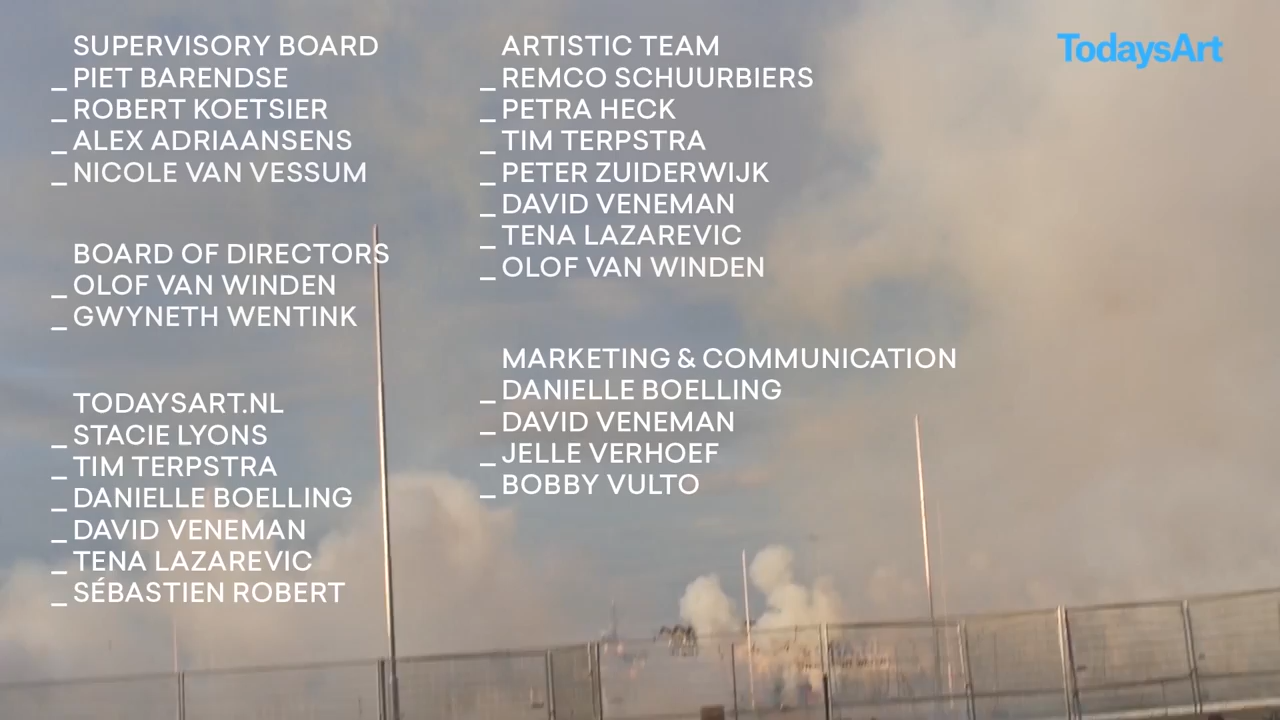 SUPERVISORY BOARD
_ PIET BARENDSE
_ ROBERT KOETSIER
_ ALEX ADRIAANSENS
_ NICOLE VAN VESSUM
BOARD OF DIRECTORS
_ OLOF VAN WINDEN
_ GWYNETH WENTINK
TODAYSART.NL
_ STACIE LYONS
_ TIM TERPSTRA
_ DANIELLE BOELLING
_ DAVID VENEMAN
_ TENA LAZAREVIC
_ SÉBASTIEN ROBERT
ARTISTIC TEAM
_ REMCO SCHUURBIERS
_ PETRA HECK
_ TIM TERPSTRA
_ PETER ZUIDERWIJK
_ DAVID VENEMAN
_ TENA LAZAREVIC
_ OLOF VAN WINDEN
MARKETING & COMMUNICATION
_ DANIELLE BOELLING
_ DAVID VENEMAN
_ JELLE VERHOEF
_ BOBBY VULTO
TodaysArt